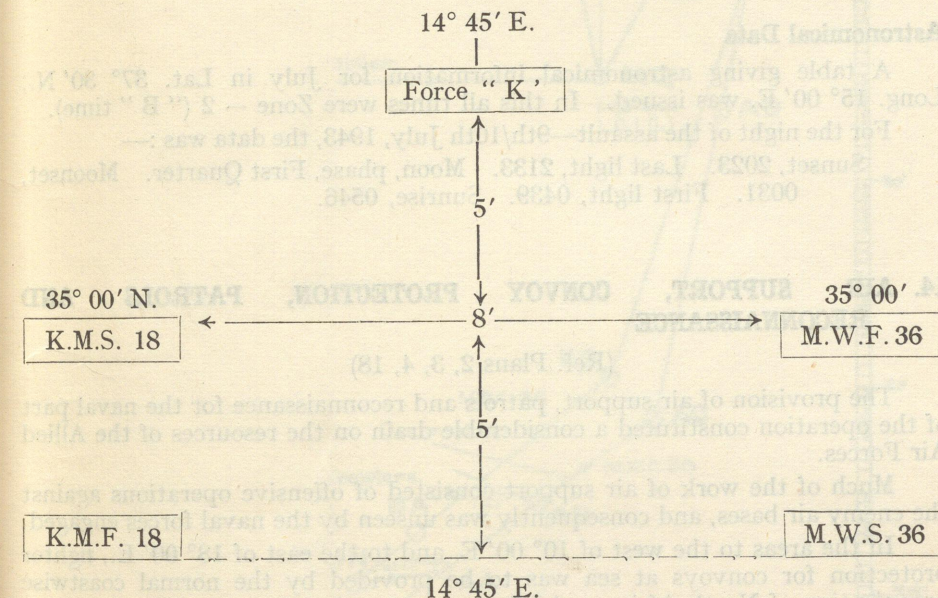 14° 45′ E.
Force “ K.
5′
35° 00′ N.
35° 00′
K.M.S. 18
8′
M.W.F. 36
5′
K.M.F. 18
M.W.S. 36
14° 45′ E.
Astronomical Data
A table giving astronomical information for July in Lat. 37° 30′ N.,
Long. 15° 00′ E. was issued. In this all times were Zone – 2 (“ B ” time).
For the night of the assault—9th/10th July, 1943, the data was :—
Sunset, 2023. Last light, 2133. Moon, phase, First Quarter. Moonset,
0031. First light, 0439. Sunrise, 0546.
4. AIR SUPPORT, CONVOY PROTECTION, PATROLS AND
RECONNAISSANCE
(Ref. Plans 2, 3, 4, 18)
The provision of air support, patrols and reconnaissance for the naval part
of the operation constituted a considerable drain on the resources of the Allied
Air Forces.
Much of the work of air support consisted of offensive operations against
the enemy air bases, and consequently was unseen by the naval forces engaged.
In the areas to the west of 10° 00′ E. and to the east of 18° 00′ E., fighter
protection for convoys at sea was to be provided by the normal coastwise